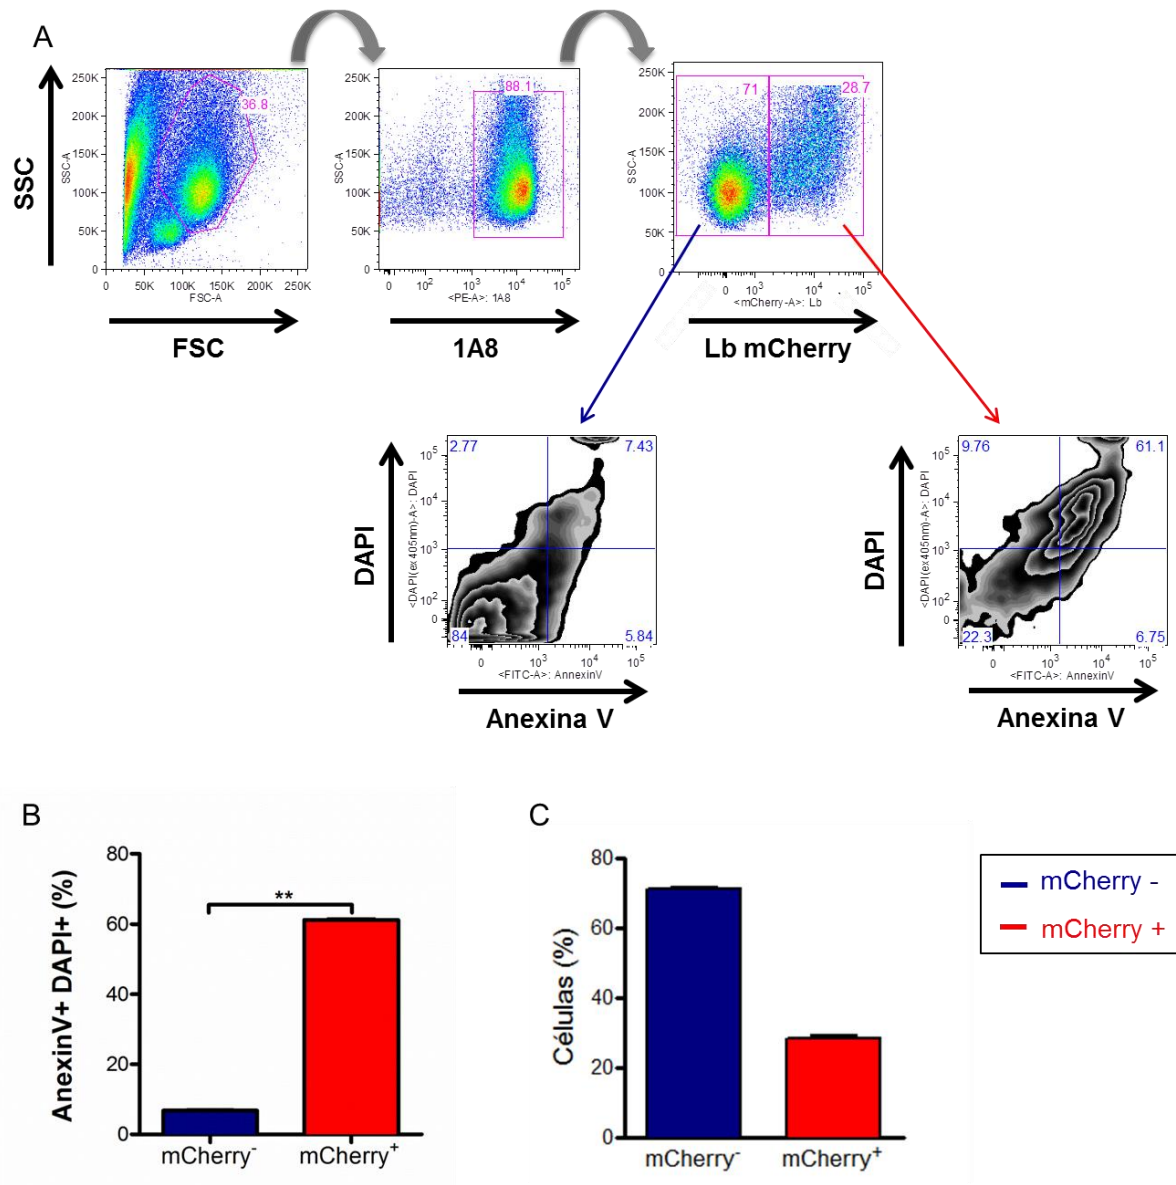 A
SSC
250K
200K
150K
100K
50K
0
SSC-A
36.8
0 50K 100K 150K 200K 250K
FSC-A
FSC
250K
200K
150K
100K
50K
0
SSC-A
88.1
0 10² 10³ 10⁴ 10⁵
<PE-A>: 1A8
1A8
250K
200K
150K
100K
50K
0
SSC-A
71
28.7
0 10³ 10⁴ 10⁵
<mCherry-A>: Lb
Lb mCherry
DAPI
<DAPI(ex405nm)-A>: DAPI
10⁵
10⁴
10³
10²
0
2.77 7.43
84 5.84
0 10³ 10⁴ 10⁵
<FITC-A>: AnnexinV
Anexina V
DAPI
<DAPI(ex405nm)-A>: DAPI
10⁵
10⁴
10³
10²
0
9.76 61.1
22.3 6.75
0 10³ 10⁴ 10⁵
<FITC-A>: AnnexinV
Anexina V
B
AnexinV+ DAPI+ (%)
80
60
40
20
0
**
mCherry⁻ mCherry⁺
C
Células (%)
80
60
40
20
0
mCherry⁻ mCherry⁺
mCherry -
mCherry +